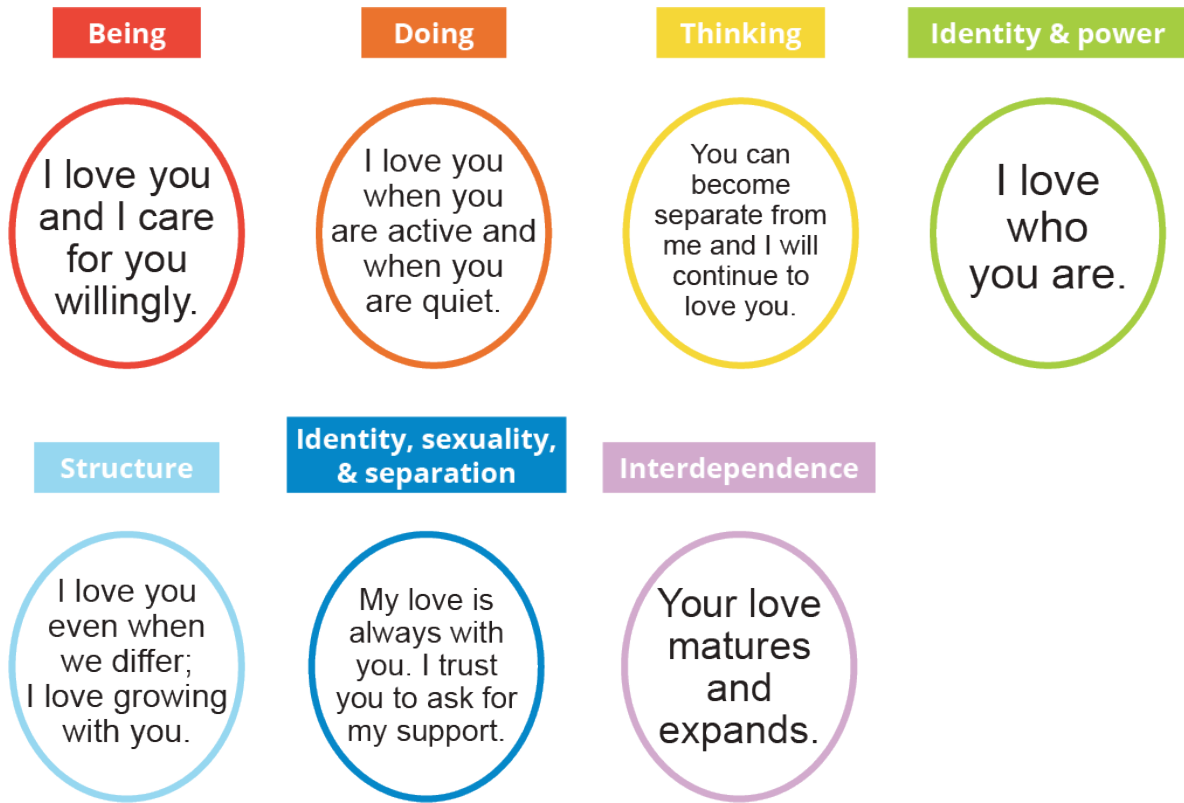 Being
I love you
and I care
for you
willingly.
Doing
I love you
when you
are active and
when you
are quiet.
Thinking
You can
become
separate from
me and I will
continue to
love you.
Identity & power
I love
who
you are.
Structure
I love you
even when
we differ;
I love growing
with you.
Identity, sexuality,
& separation
My love is
always with
you. I trust
you to ask for
my support.
Interdependence
Your love
matures
and
expands.